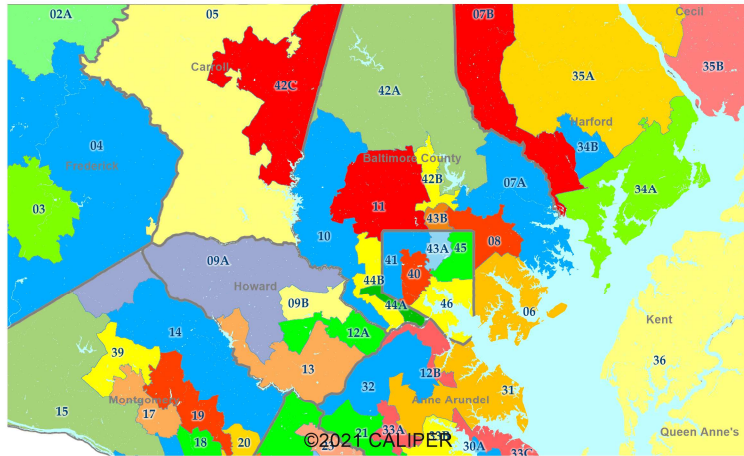 02A
05
07B
Cecil
Carroll
42C
42A
35A
35B
04
Frederick
Harford
34B
Baltimore County
42B
07A
34A
03
11
43B
10
43A
45
08
41
40
09A
44B
Howard
09B
44A
46
06
Kent
14
12A
39
13
36
32
12B
31
15
Montgomery
17
19
Anne Arundel
18
20
21
33A
33B
30A
33C
Queen Anne's
23
©2021 CALIPER